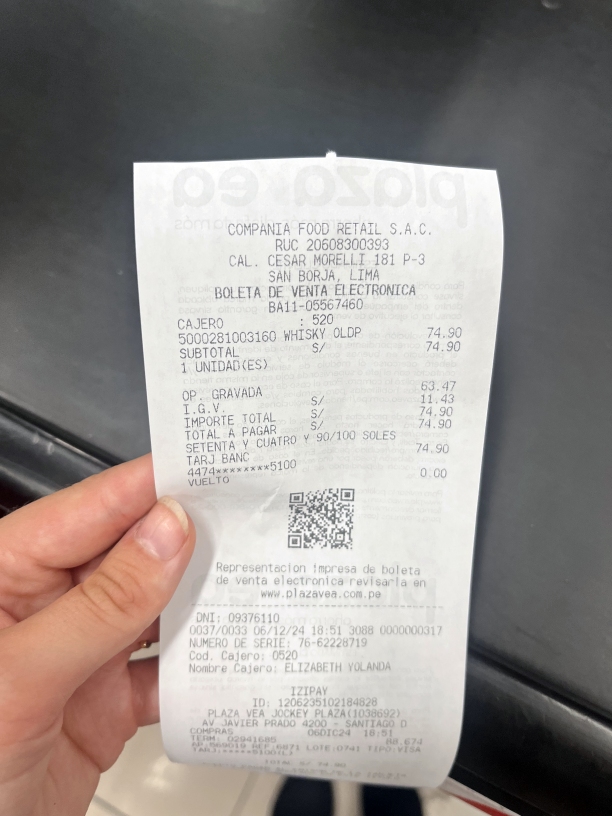 plaza vea
COMPANIA FOOD RETAIL S.A.C.
RUC 20608300393
CAL. CESAR MORELLI 181 P-3
SAN BORJA, LIMA
BOLETA DE VENTA ELECTRONICA
BA11-05567460
CAJERO : 520
5000281003160 WHISKY OLDP 74.90
SUBTOTAL S/ 74.90
1 UNIDAD(ES)
OP. GRAVADA S/ 63.47
I.G.V. S/ 11.43
IMPORTE TOTAL S/ 74.90
TOTAL A PAGAR S/ 74.90
SETENTA Y CUATRO Y 90/100 SOLES
TARJ BANC 74.90
4474********5100
VUELTO 0.00
Representacion impresa de boleta
de venta electronica revisarla en
www.plazavea.com.pe
DNI: 09376110
0037/0033 06/12/24 18:51 3088 0000000317
NUMERO DE SERIE: 76-62228719
Cod. Cajero: 0520
Nombre Cajero: ELIZABETH YOLANDA
IZIPAY
ID: 1206235102184828
PLAZA VEA JOCKEY PLAZA(1038692)
AV JAVIER PRADO 4200 - SANTIAGO D
COMPRAS 06DIC24 18:51
TERM: 02941685
AP:569019 REF:6871 LOTE:0741 TIPO:VISA
TOTAL S/ 74.90